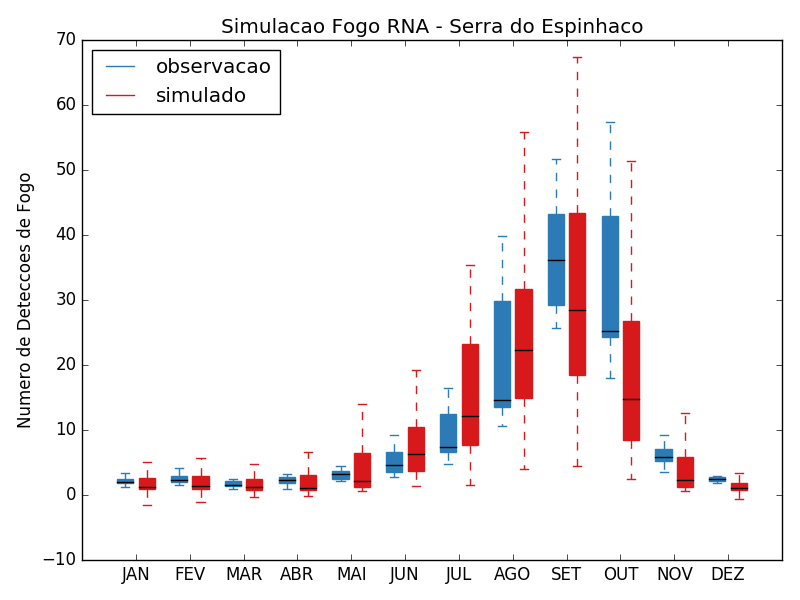 Simulacao Fogo RNA - Serra do Espinhaco
70
60
50
40
30
20
10
0
−10
Numero de Deteccoes de Fogo
observacao
simulado
JAN FEV MAR ABR MAI JUN JUL AGO SET OUT NOV DEZ